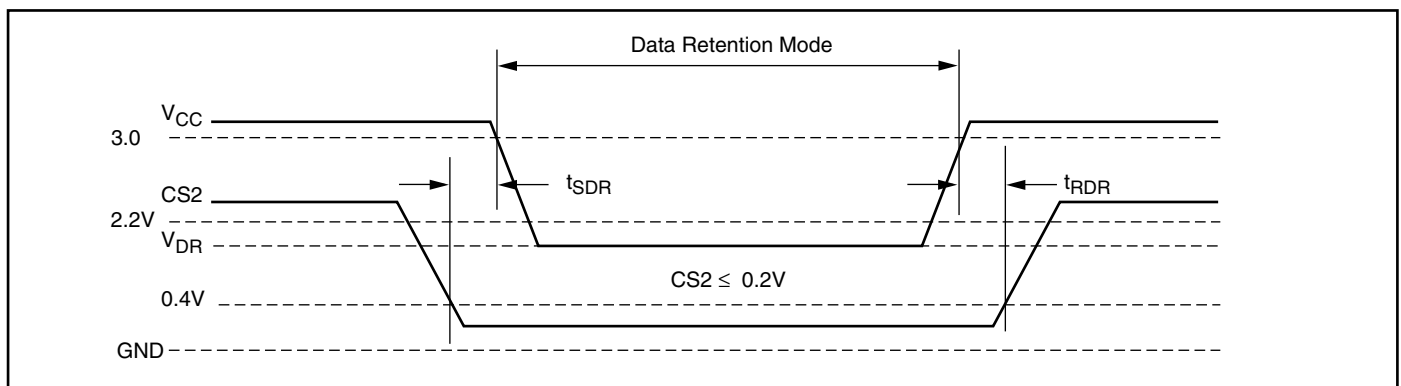 Data Retention Mode
VCC
3.0
tSDR
tRDR
CS2
2.2V
VDR
CS2 ≤ 0.2V
0.4V
GND